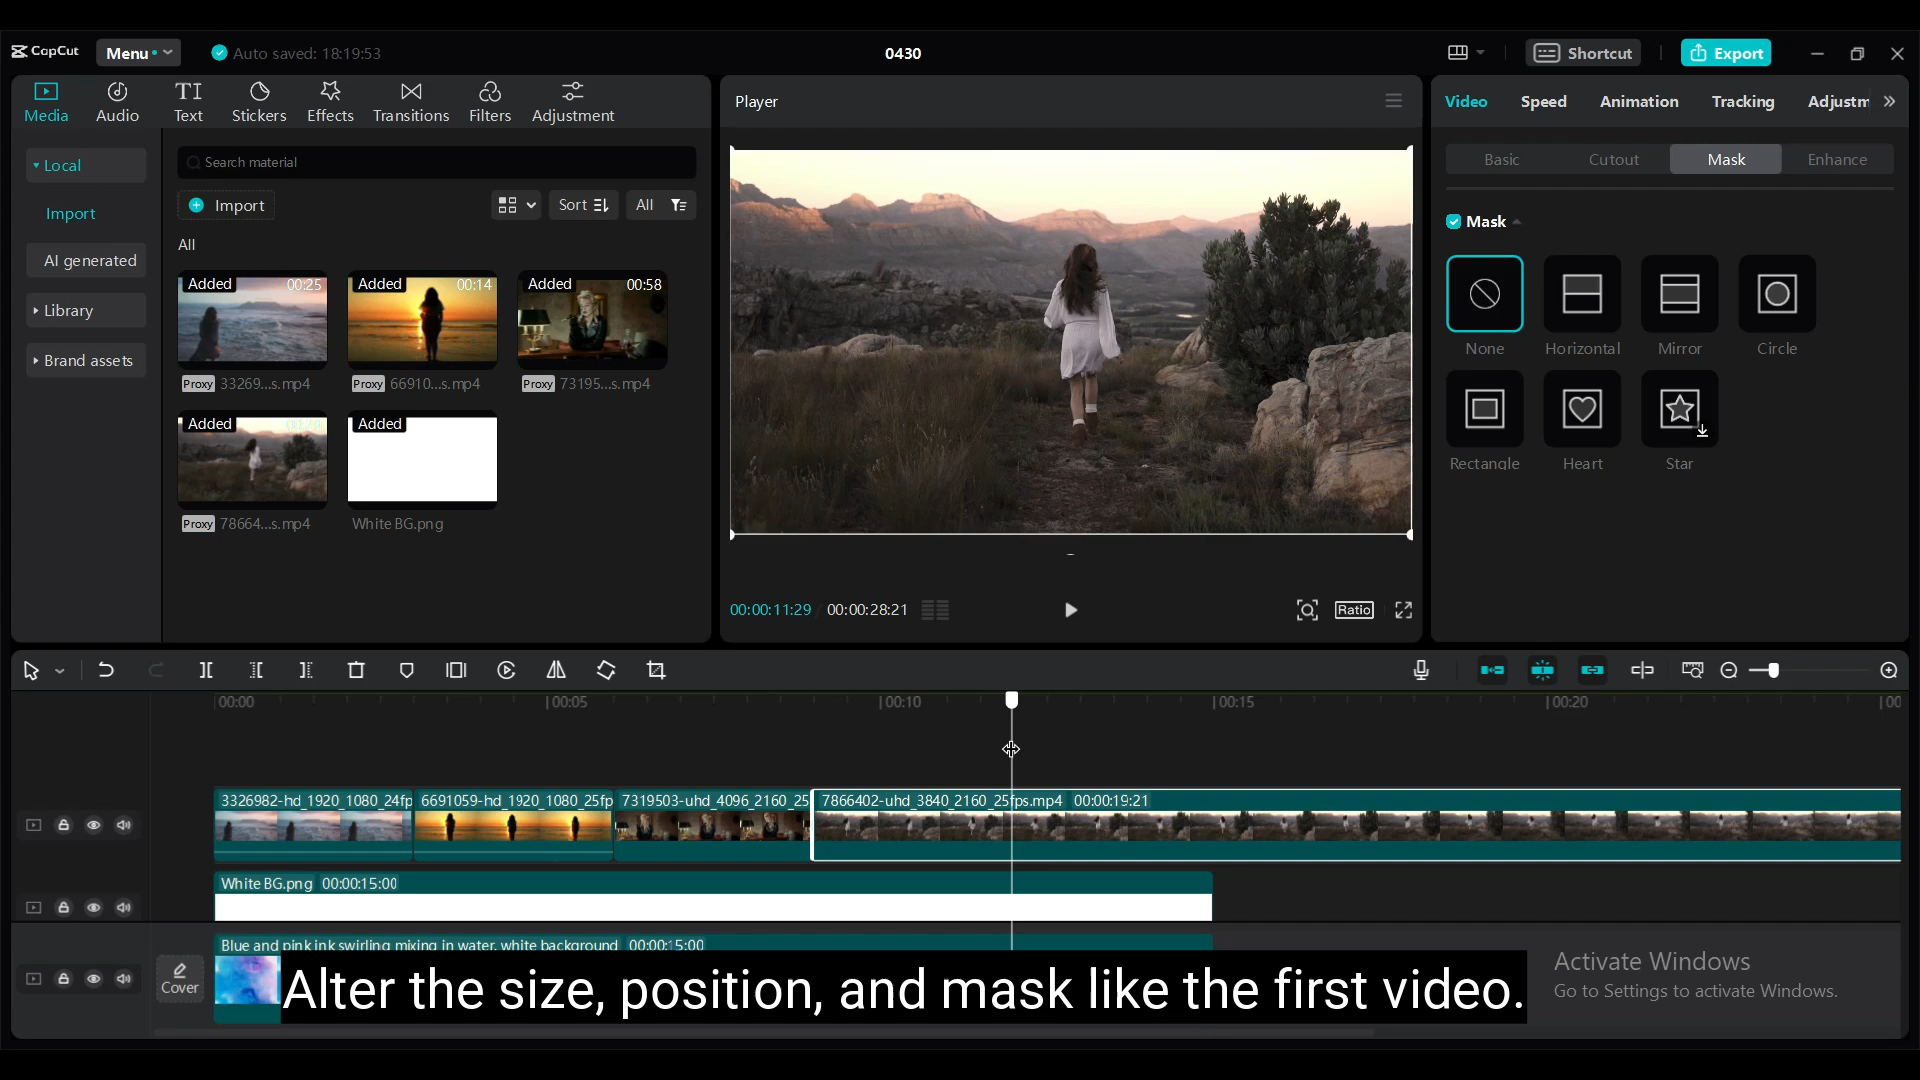 CapCut
Menu
Auto saved: 18:19:53
0430
Shortcut
Export
Media
Audio
Text
Stickers
Effects
Transitions
Filters
Adjustment
Local
Import
AI generated
Library
Brand assets
Search material
Import
Sort
All
All
Added 00:25
Added 00:14
Added 00:58
Proxy 33269...s.mp4
Proxy 66910...s.mp4
Proxy 73195...s.mp4
Added
Added
Proxy 78664...s.mp4
White BG.png
Player
00:00:11:29
00:00:28:21
Ratio
Video
Speed
Animation
Tracking
Adjustm
Basic
Cutout
Mask
Enhance
Mask
None
Horizontal
Mirror
Circle
Rectangle
Heart
Star
00:00
00:05
00:10
00:15
00:20
00
3326982-hd_1920_1080_24fp
6691059-hd_1920_1080_25fp
7319503-uhd_4096_2160_25
7866402-uhd_3840_2160_25fps.mp4 00:00:19:21
White BG.png 00:00:15:00
Blue and pink ink swirling mixing in water, white background 00:00:15:00
Cover
Alter the size, position, and mask like the first video.
Activate Windows
Go to Settings to activate Windows.